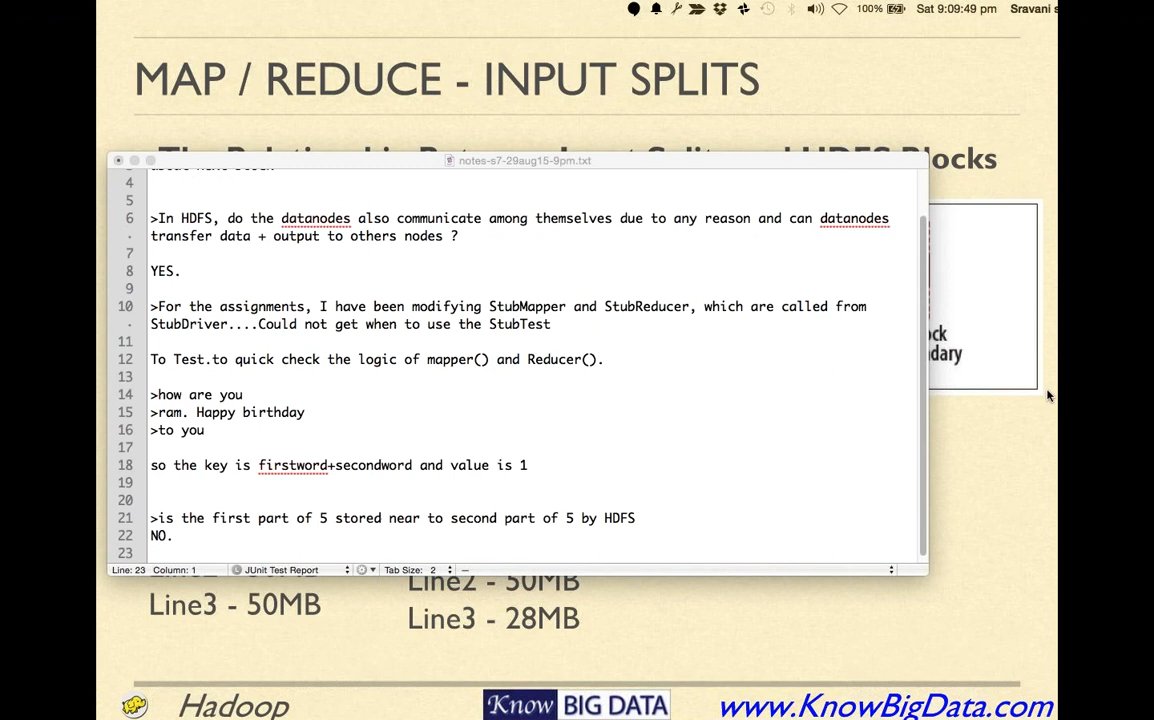 100% Sat 9:09:49 pm Sravani s
MAP / REDUCE - INPUT SPLITS
notes-s7-29aug15-9pm.txt
Blocks
4
5
6 >In HDFS, do the datanodes also communicate among themselves due to any reason and can datanodes
· transfer data + output to others nodes ?
7
8 YES.
9
10 >For the assignments, I have been modifying StubMapper and StubReducer, which are called from
· StubDriver....Could not get when to use the StubTest
11
12 To Test.to quick check the logic of mapper() and Reducer().
13
14 >how are you
15 >ram. Happy birthday
16 >to you
17
18 so the key is firstword+secondword and value is 1
19
20
21 >is the first part of 5 stored near to second part of 5 by HDFS
22 NO.
23
ock
dary
Line: 23 Column: 1 JUnit Test Report Tab Size: 2 —
Line2 - 50MB
Line3 - 50MB
Line3 - 28MB
Hadoop
Know BIG DATA
www.KnowBigData.com